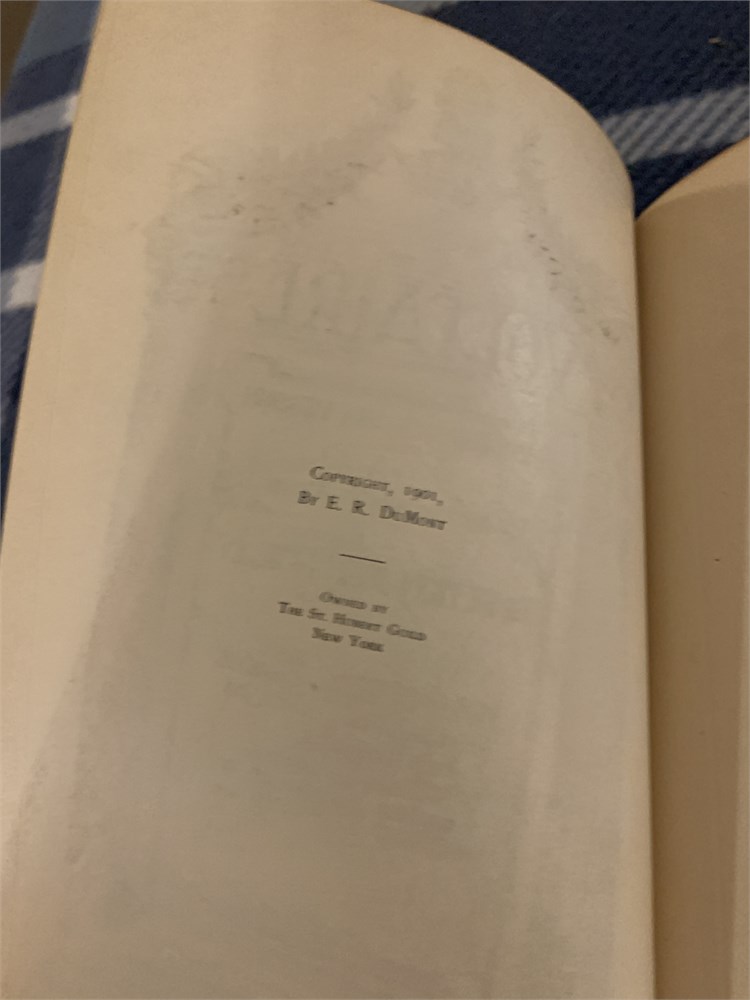 COPYRIGHT, 1901,
BY E. R. DUMONT
OWNED BY
THE ST. HUBERT GUILD
NEW YORK